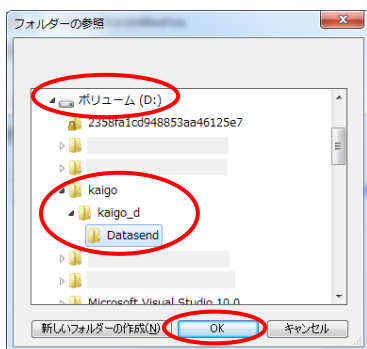 フォルダーの参照
ボリューム (D:)
2358fa1cd948853aa46125e7
kaigo
kaigo_d
Datasend
Microsoft Visual Studio 10.0
新しいフォルダーの作成(N)
OK
キャンセル